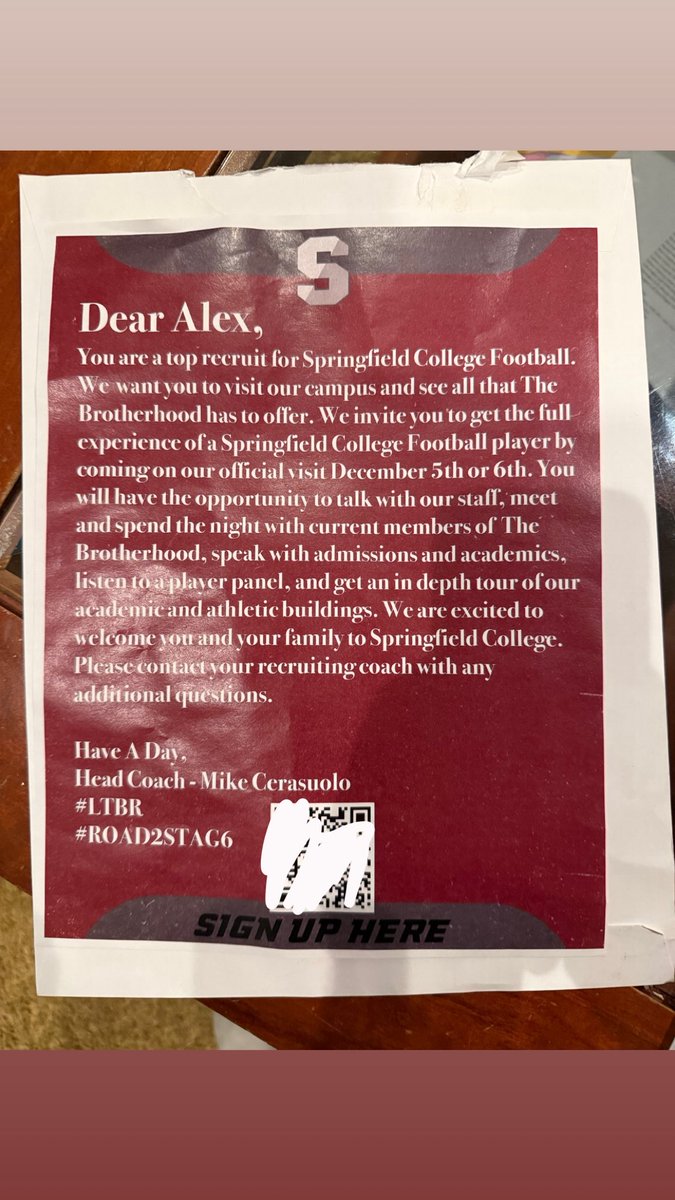 S
Dear Alex,
You are a top recruit for Springfield College Football.
We want you to visit our campus and see all that The
Brotherhood has to offer. We invite you to get the full
experience of a Springfield College Football player by
coming on our official visit December 5th or 6th. You
will have the opportunity to talk with our staff, meet
and spend the night with current members of The
Brotherhood, speak with admissions and academics,
listen to a player panel, and get an in depth tour of our
academic and athletic buildings. We are excited to
welcome you and your family to Springfield College.
Please contact your recruiting coach with any
additional questions.
Have A Day,
Head Coach - Mike Cerasuolo
#LTBR
#ROAD2STAG6
SIGN UP HERE